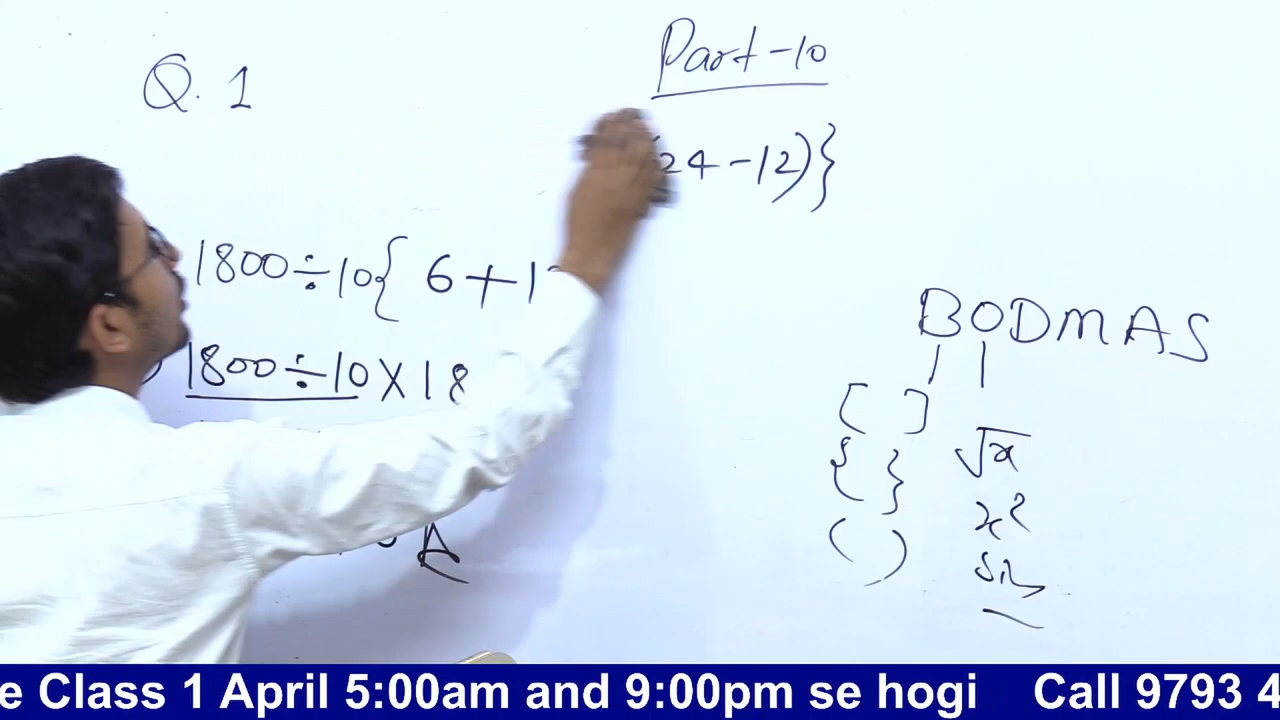 Part-10
Q. 1
24-12)}
1800÷10{ 6+1
1800÷10×18
A
BODMAS
[ ]
{ }
( )
√x
x²
e Class 1 April 5:00am and 9:00pm se hogi Call 9793 4